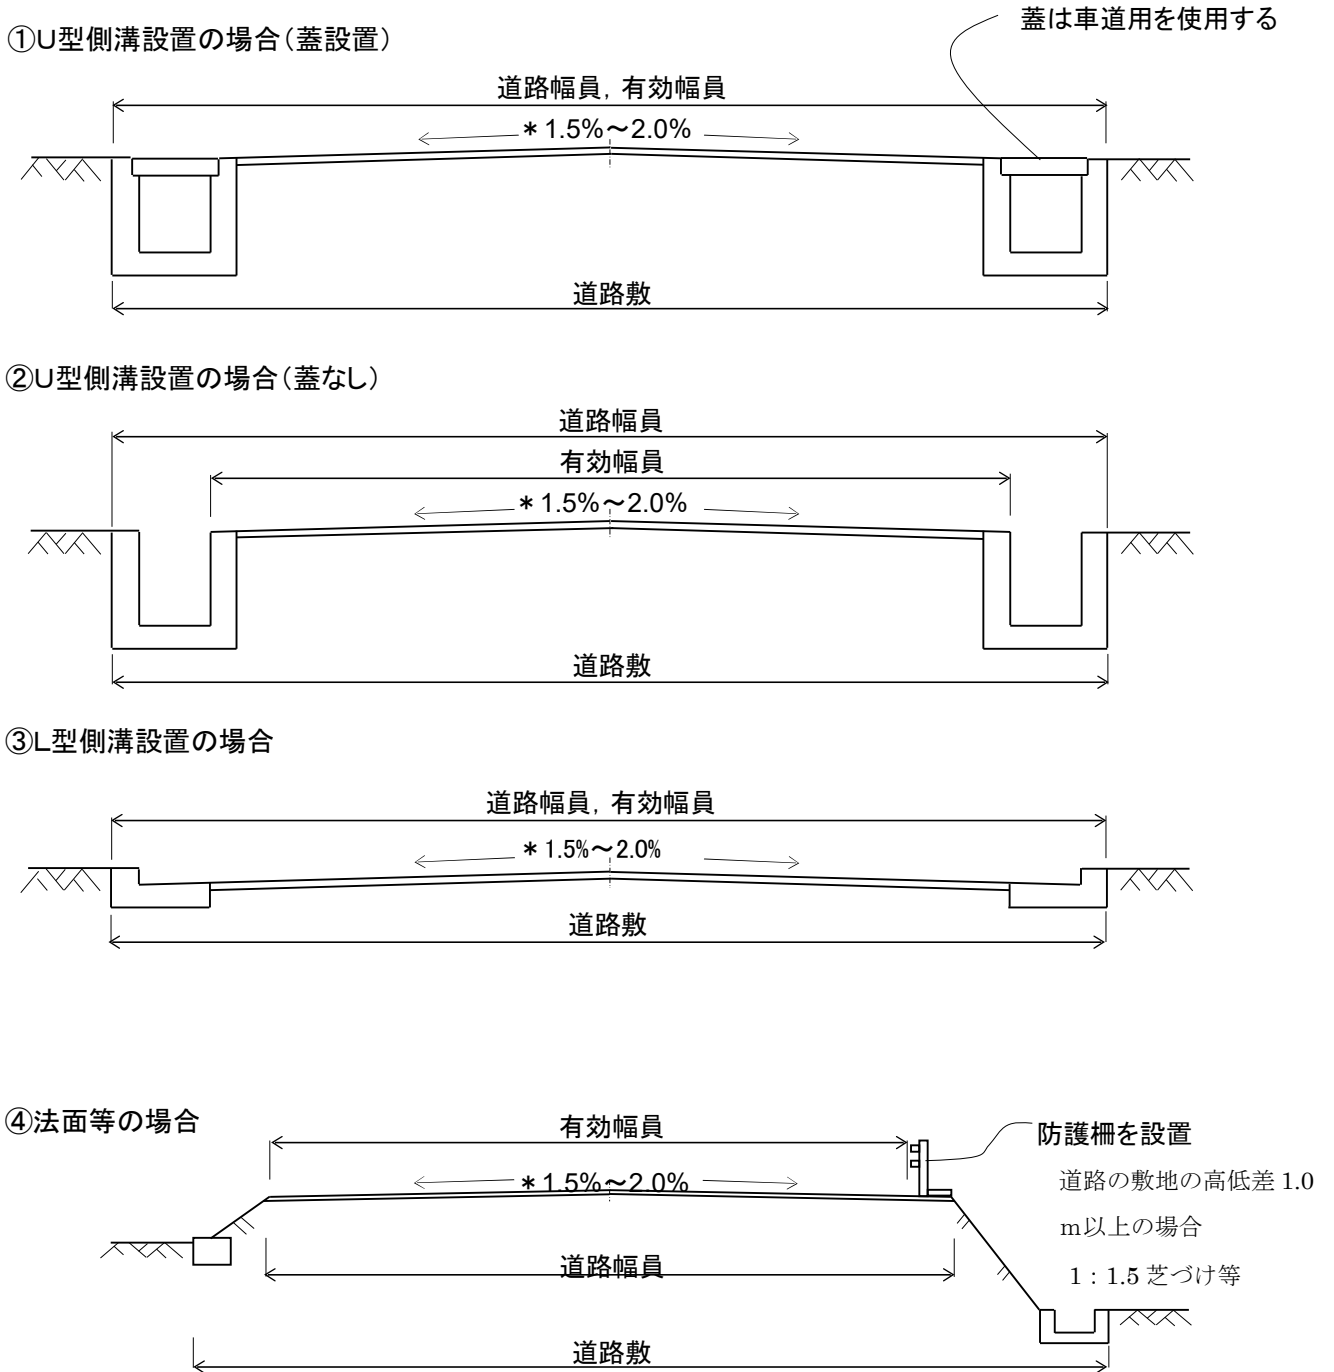 蓋は車道用を使用する
①U型側溝設置の場合(蓋設置)
道路幅員,有効幅員
*1.5%~2.0%
道路敷
②U型側溝設置の場合(蓋なし)
道路幅員
有効幅員
*1.5%~2.0%
道路敷
③L型側溝設置の場合
道路幅員,有効幅員
*1.5%~2.0%
道路敷
④法面等の場合
有効幅員
防護柵を設置
*1.5%~2.0%
道路の敷地の高低差 1.0
m以上の場合
道路幅員
1:1.5 芝づけ等
道路敷